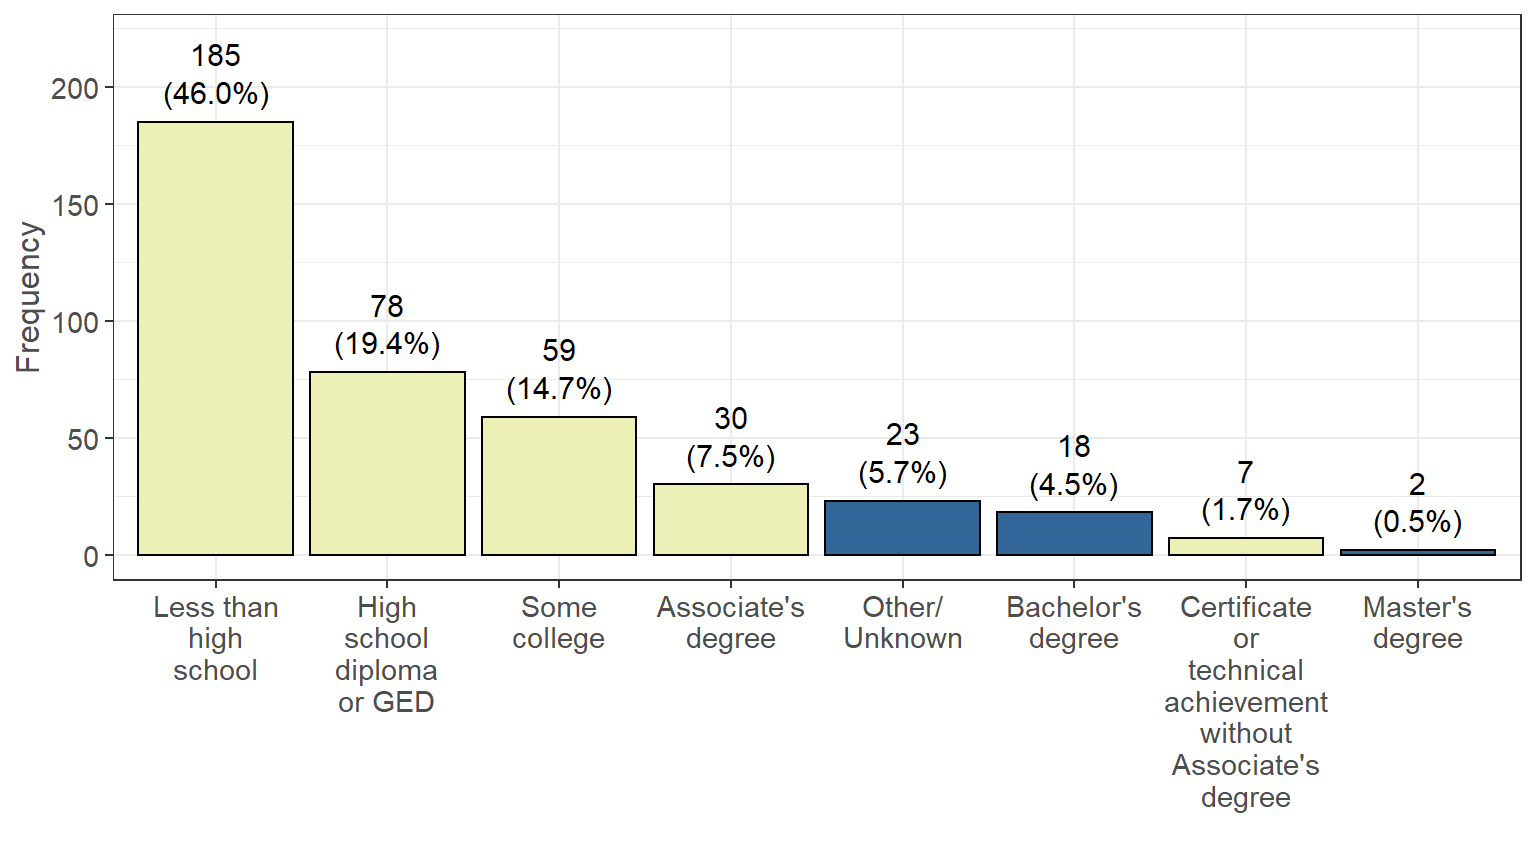 185
(46.0%)
78
(19.4%)
59
(14.7%)
30
(7.5%)
23
(5.7%)
18
(4.5%)
7
(1.7%)
2
(0.5%)
Frequency
200
150
100
50
0
Less than
high
school
High
school
diploma
or GED
Some
college
Associate's
degree
Other/
Unknown
Bachelor's
degree
Certificate
or
technical
achievement
without
Associate's
degree
Master's
degree